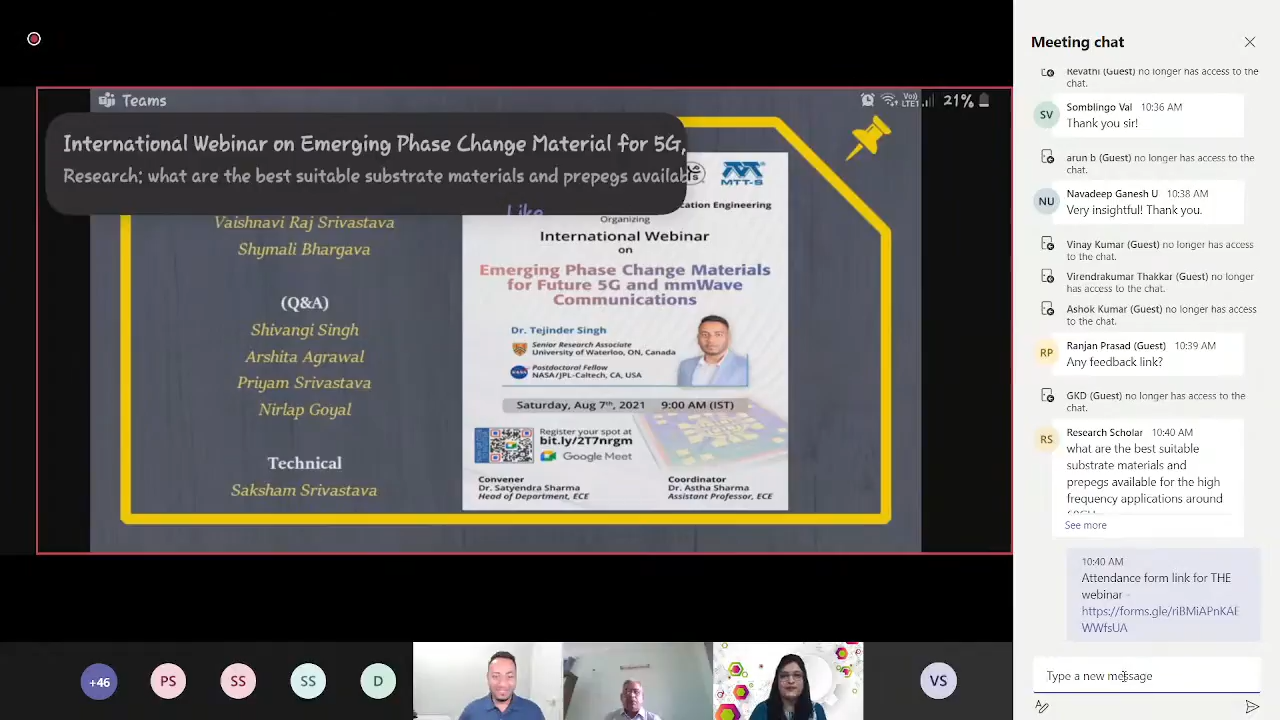 Teams
Vo))
LTE1
21%
International Webinar on Emerging Phase Change Material for 5G,
Research: what are the best suitable substrate materials and prepegs availab
Like
Vaishnavi Raj Srivastava
Shymali Bhargava
(Q&A)
Shivangi Singh
Arshita Agrawal
Priyam Srivastava
Nirlap Goyal
Technical
Saksham Srivastava
MTT-S
cation Engineering
Organizing
International Webinar
on
Emerging Phase Change Materials
for Future 5G and mmWave
Communications
Dr. Tejinder Singh
Senior Research Associate
University of Waterloo, ON, Canada
NASA
Postdoctoral Fellow
NASA/JPL-Caltech, CA, USA
Saturday, Aug 7th, 2021 9:00 AM (IST)
Register your spot at
bit.ly/2T7nrgm
Google Meet
Convener
Dr. Satyendra Sharma
Head of Department, ECE
Coordinator
Dr. Astha Sharma
Assistant Professor, ECE
+46
PS
SS
SS
D
VS
Meeting chat
Revathi (Guest) no longer has access to the
chat.
SV
Somblingo Val 10:36 AM
Thank you sir!
arun b (Guest) no longer has access to the
chat.
NU
Navadeep Ganesh U 10:38 AM
Very insightful! Thank you.
Vinay Kumar (Guest) no longer has access
to the chat.
Virendrakumar Thakkar (Guest) no longer
has access to the chat.
Ashok Kumar (Guest) no longer has access
to the chat.
RP
Ranjan Prasad (Guest) 10:39 AM
Any feedback link?
GKD (Guest) no longer has access to the
chat.
RS
Research Scholar 10:40 AM
what are the best suitable
substrate materials and
prepegs available for high
frequency applications around
See more
10:40 AM
Attendance form link for THE
webinar -
https://forms.gle/riBMiAPnKAE
WWfsUA
Type a new message